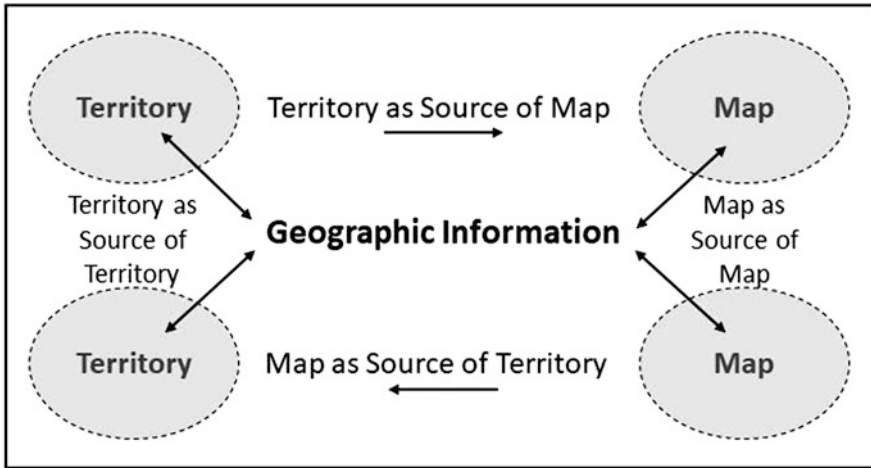 Territory
Territory as Source of Map
Map
Territory as
Source of
Territory
Geographic Information
Map as
Source of
Map
Territory
Map as Source of Territory
Map